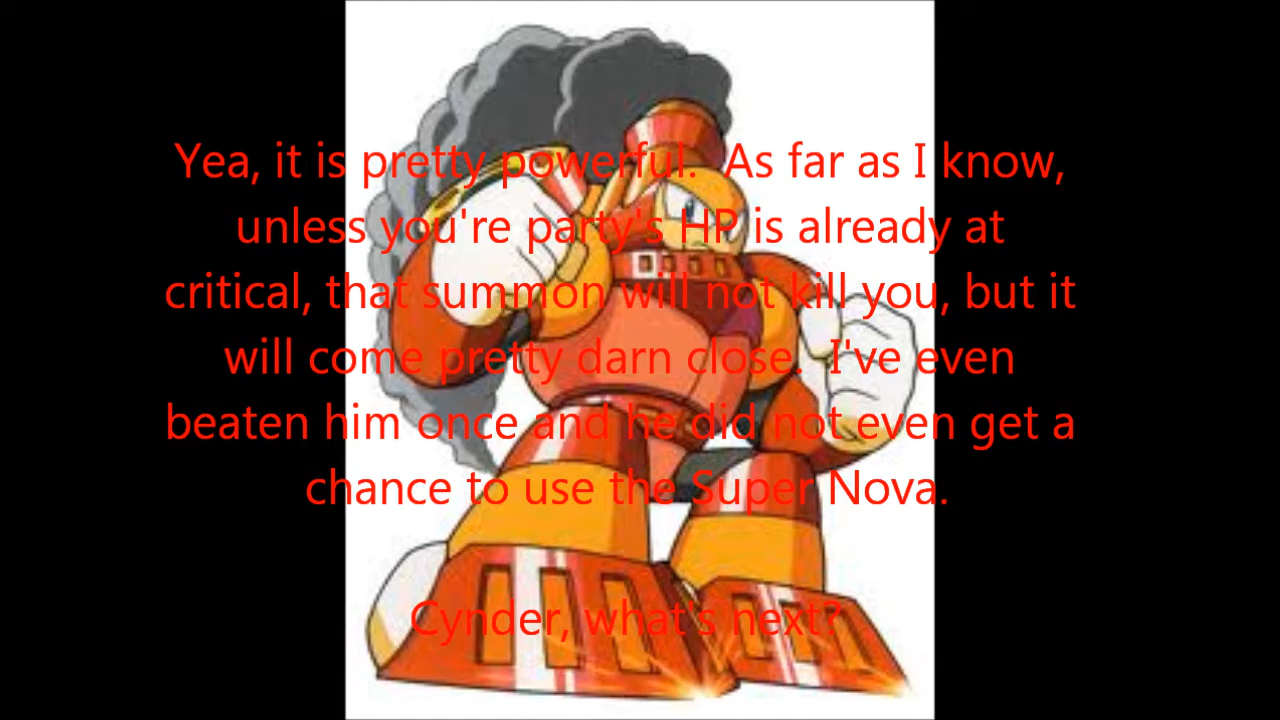 Yea, it is pretty powerful.  As far as I know,
unless you're party's HP is already at
critical, that summon will not kill you, but it
will come pretty darn close.  I've even
beaten him once and he did not even get a
chance to use the Super Nova.
Cynder, what's next?